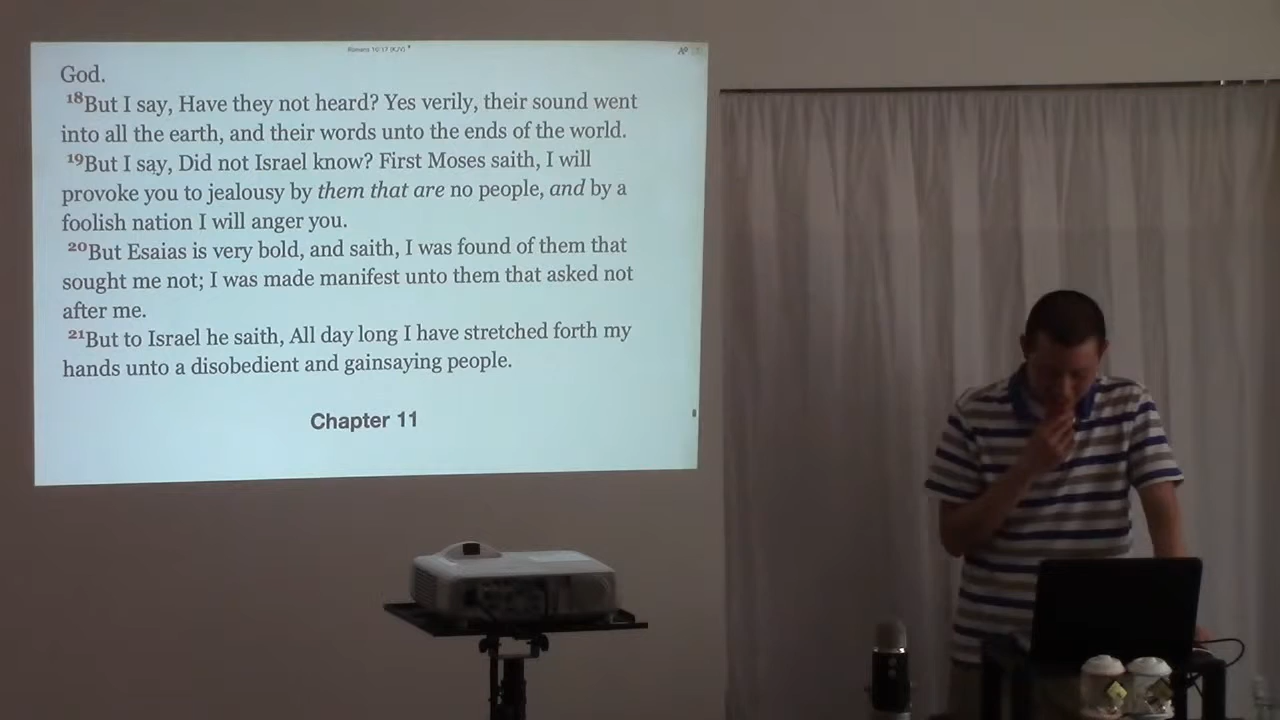 Romans 10:17 (KJV)
God.
18But I say, Have they not heard? Yes verily, their sound went
into all the earth, and their words unto the ends of the world.
19But I say, Did not Israel know? First Moses saith, I will
provoke you to jealousy by them that are no people, and by a
foolish nation I will anger you.
20But Esaias is very bold, and saith, I was found of them that
sought me not; I was made manifest unto them that asked not
after me.
21But to Israel he saith, All day long I have stretched forth my
hands unto a disobedient and gainsaying people.
Chapter 11